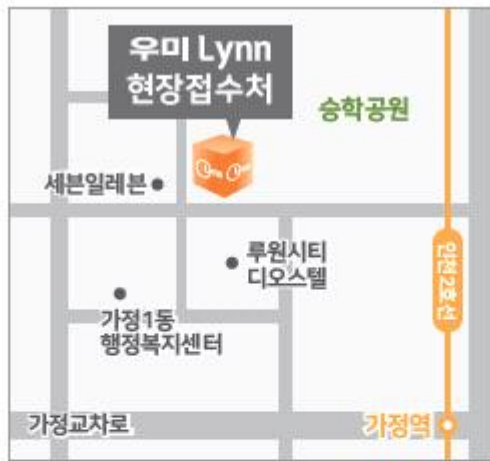 우미 Lynn
현장접수처
승학공원
세븐일레븐
루원시티
디오스텔
인천2호선
가정1동
행정복지센터
가정교차로
가정역